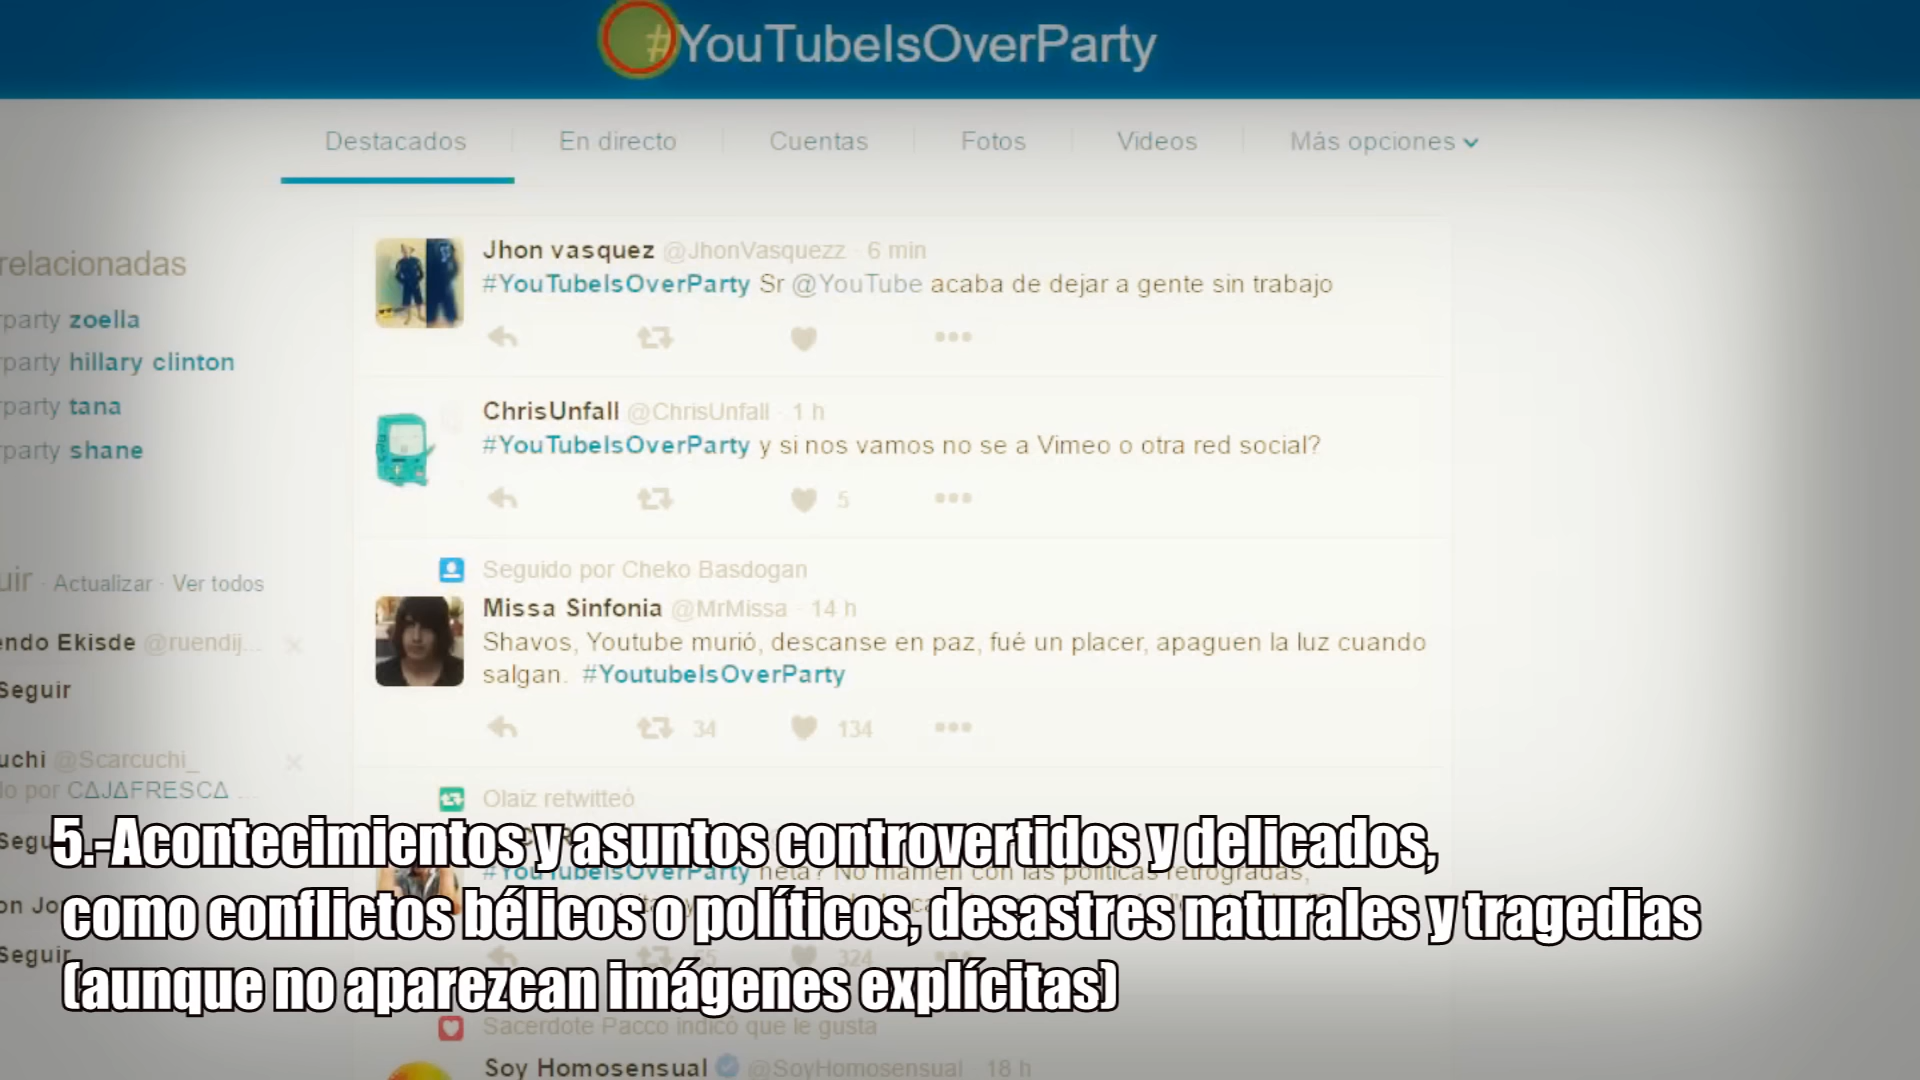 #YouTubeIsOverParty
Destacados En directo Cuentas Fotos Videos Más opciones
relacionadas
party zoella
party hillary clinton
party tana
party shane
Actualizar · Ver todos
Ekisde @ruendij...
Seguir
@Scarcuchi_
por CΔJΔFRESCΔ ...
Seguir
Jhon vasquez @JhonVasquezz · 6 min
#YouTubeIsOverParty Sr @YouTube acaba de dejar a gente sin trabajo
ChrisUnfall @ChrisUnfall · 1 h
#YouTubeIsOverParty y si nos vamos no se a Vimeo o otra red social?
5
Seguido por Cheko Basdogan
Missa Sinfonia @MrMissa · 14 h
Shavos, Youtube murió, descanse en paz, fué un placer, apaguen la luz cuando
salgan. #YoutubeIsOverParty
34 134
Olaiz retwitteó
#YouTubeIsOverParty neta? No mamen con las políticas retrogradas,
324
5.-Acontecimientos y asuntos controvertidos y delicados,
como conflictos bélicos o políticos, desastres naturales y tragedias
(aunque no aparezcan imágenes explícitas)
Sacerdote Pacco indicó que le gusta
Soy Homosensual @SoyHomosensual · 18 h